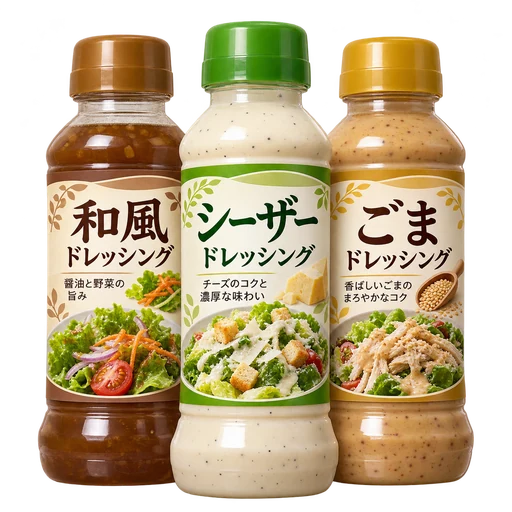 和風
ドレッシング
醤油と野菜の
旨み
シーザー
ドレッシング
チーズのコクと
濃厚な味わい
ごま
ドレッシング
香ばしいごまの
まろやかなコク